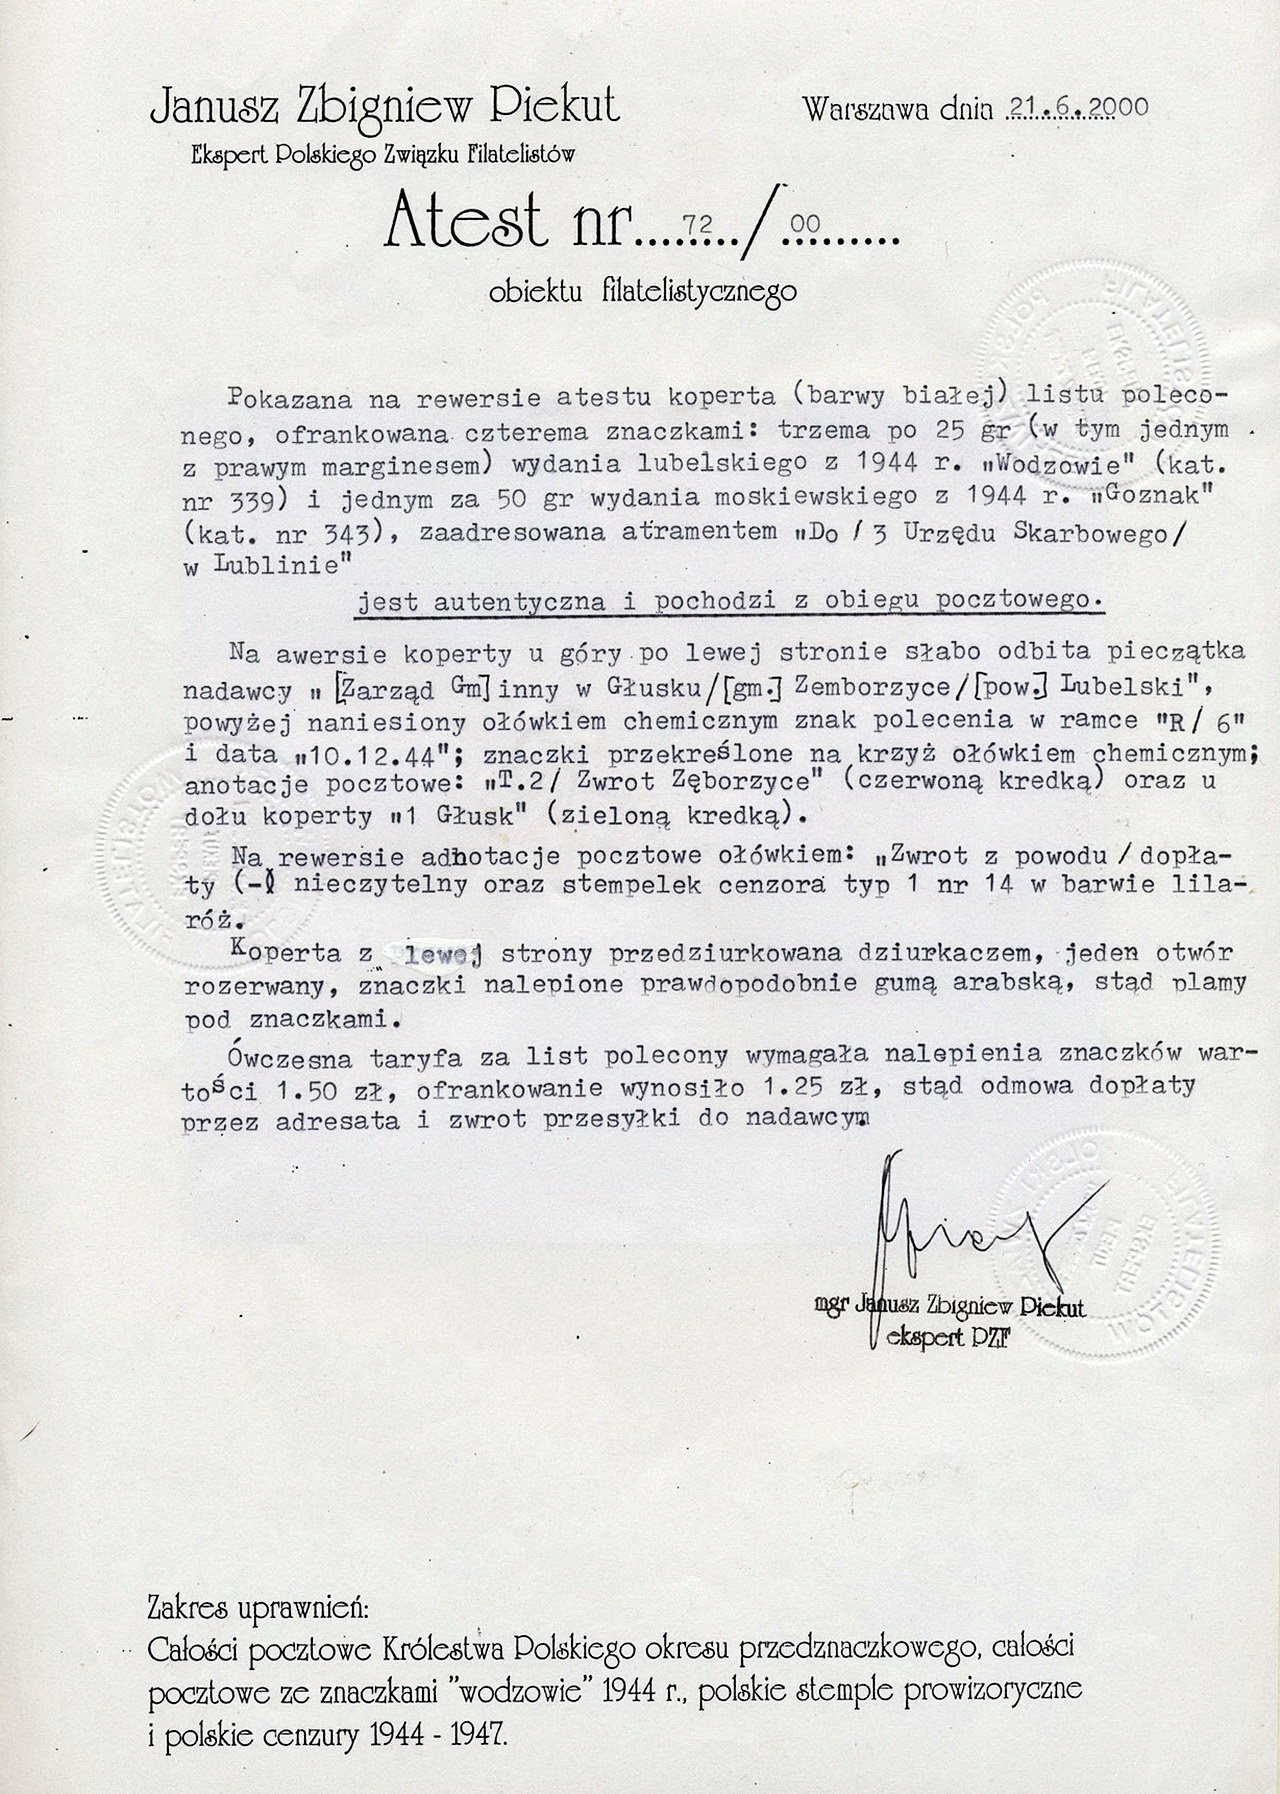 Janusz Zbigniew Piekut
Warszawa dnia 21.6.2000
Ekspert Polskiego Związku Filatelistów
Atest nr........72../..00.........
obiektu filatelistycznego
Pokazana na rewersie atestu koperta (barwy białej) listu poleco-
nego, ofrankowana czterema znaczkami: trzema po 25 gr (w tym jednym
z prawym marginesem) wydania lubelskiego z 1944 r. „Wodzowie" (kat.
nr 339) i jednym za 50 gr wydania moskiewskiego z 1944 r. „Goznak"
(kat. nr 343), zaadresowana atramentem „Do / 3 Urzędu Skarbowego/
w Lublinie"
jest autentyczna i pochodzi z obiegu pocztowego.
Na awersie koperty u góry po lewej stronie słabo odbita pieczątka
nadawcy „ [Zarząd Gm]inny w Głusku/[gm.] Zemborzyce/[pow.] Lubelski",
powyżej naniesiony ołówkiem chemicznym znak polecenia w ramce "R/ 6"
i data „10.12.44"; znaczki przekreślone na krzyż ołówkiem chemicznym;
anotacje pocztowe: „T.2/ Zwrot Zęborzyce" (czerwoną kredką) oraz u
dołu koperty „1 Głusk" (zieloną kredką).
Na rewersie adnotacje pocztowe ołówkiem: „Zwrot z powodu / dopła-
ty (-) nieczytelny oraz stempelek cenzora typ 1 nr 14 w barwie lila-
róż.
Koperta z lewej strony przedziurkowana dziurkaczem, jeden otwór
rozerwany, znaczki nalepione prawdopodobnie gumą arabską, stąd plamy
pod znaczkami.
Ówczesna taryfa za list polecony wymagała nalepienia znaczków war-
tości 1.50 zł, ofrankowanie wynosiło 1.25 zł, stąd odmowa dopłaty
przez adresata i zwrot przesyłki do nadawcy.
mgr Janusz Zbigniew Piekut
ekspert PZF
Zakres uprawnień:
Całości pocztowe Królestwa Polskiego okresu przedznaczkowego, całości
pocztowe ze znaczkami "wodzowie" 1944 r., polskie stemple prowizoryczne
i polskie cenzury 1944 - 1947.